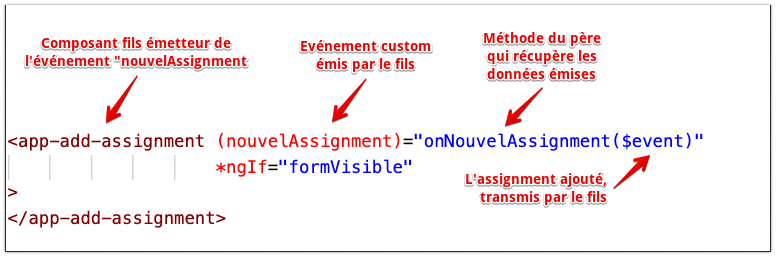 Composant fils émetteur de
l'événement "nouvelAssignment
Evénement custom
émis par le fils
Méthode du père
qui récupère les
données émises
<app-add-assignment (nouvelAssignment)="onNouvelAssignment($event)"
*ngIf="formVisible"
>
</app-add-assignment>
L'assignment ajouté,
transmis par le fils